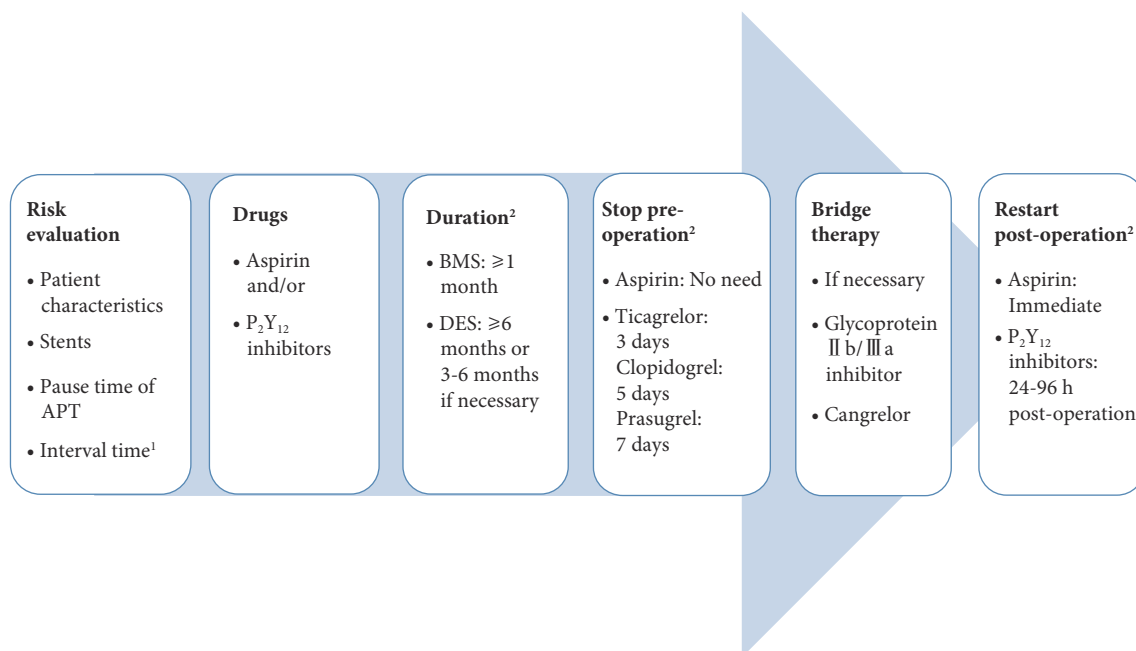 Risk
evaluation
• Patient
characteristics
• Stents
• Pause time of
APT
• Interval time¹
Drugs
• Aspirin
and/or
• P₂Y₁₂
inhibitors
Duration²
• BMS: ⩾1
month
• DES: ⩾6
months or
3-6 months
if necessary
Stop pre-
operation²
• Aspirin: No need
• Ticagrelor:
3 days
Clopidogrel:
5 days
Prasugrel:
7 days
Bridge
therapy
• If necessary
• Glycoprotein
Ⅱb/Ⅲa
inhibitor
• Cangrelor
Restart
post-operation²
• Aspirin:
Immediate
• P₂Y₁₂
inhibitors:
24-96 h
post-operation